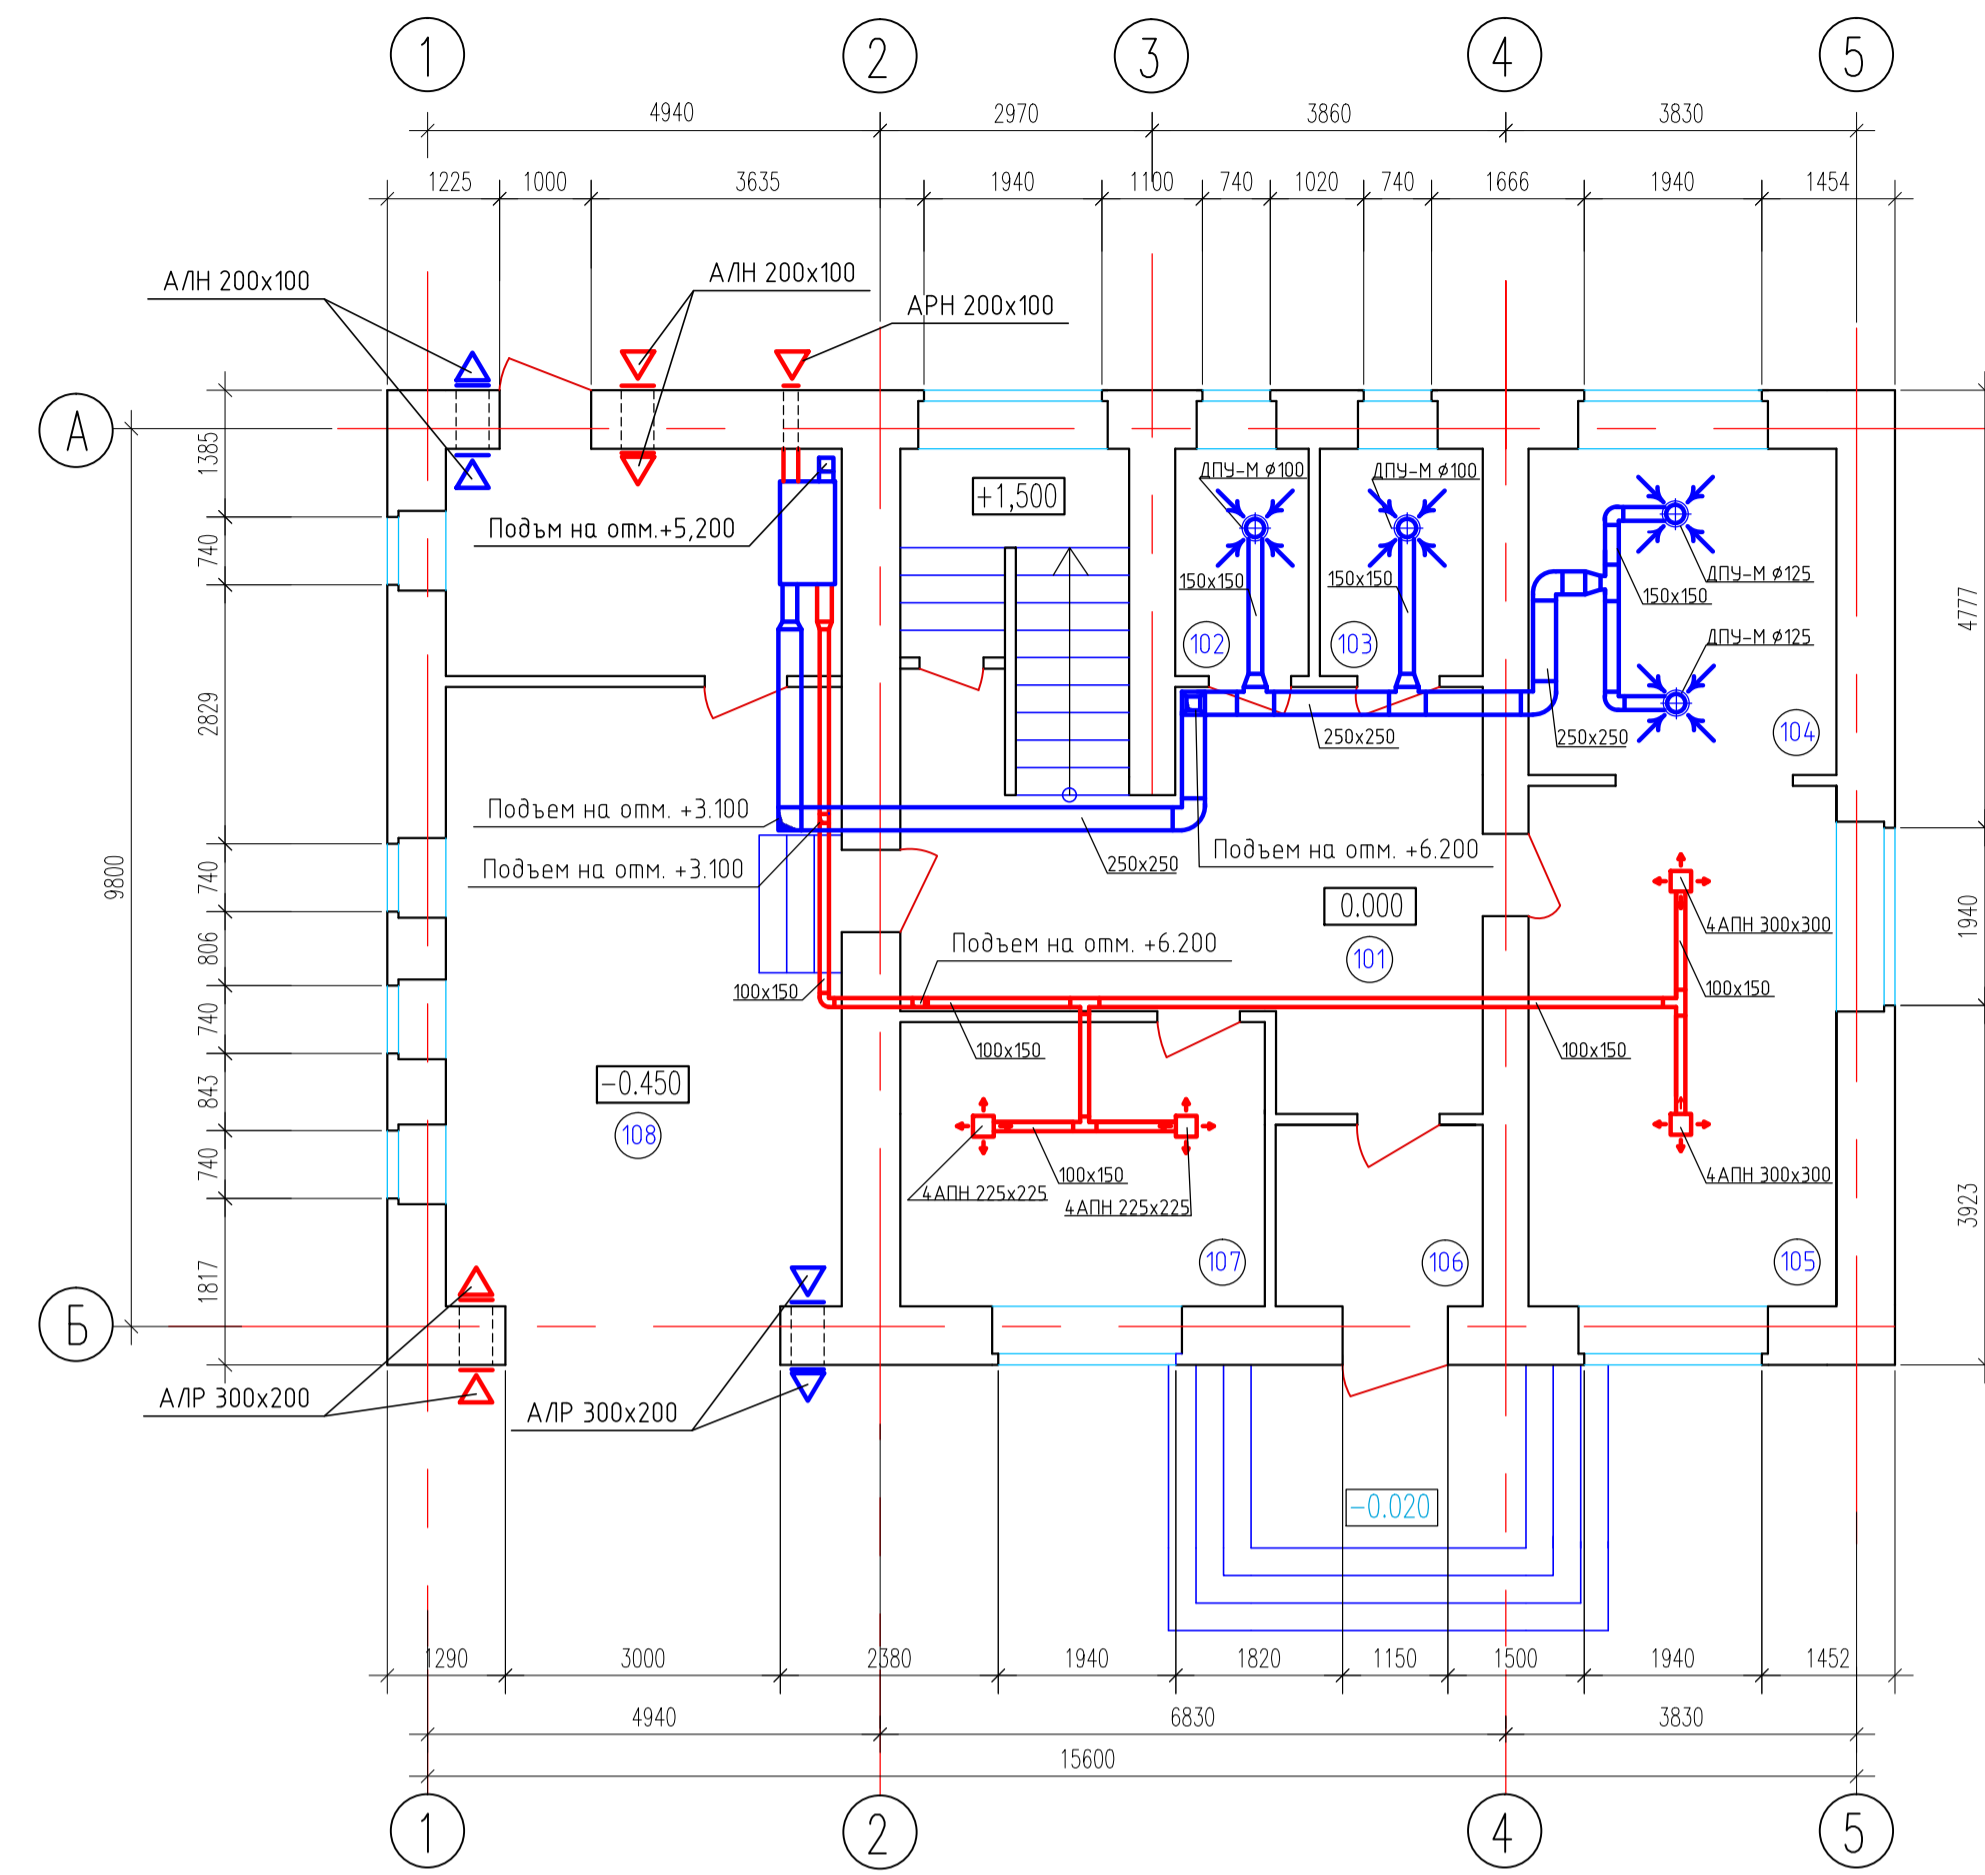 1 2 3 4 5
4940 2970 3860 3830
1225 1000 3635 1940 1100 740 1020 740 1666 1940 1454
АЛН 200х100
АЛН 200х100
АРН 200х100
А
Б
1385
740
2829
740
806
740
843
740
1817
9800
4777
1940
3923
Подъм на отм.+5,200
+1,500
ДПУ-М ø100
ДПУ-М ø100
150х150
150х150
102
103
ДПУ-М ø125
150х150
ДПУ-М ø125
104
250х250
250х250
Подъем на отм. +3.100
Подъем на отм. +3.100
250х250
Подъем на отм. +6.200
0.000
101
Подъем на отм. +6.200
4АПН 300х300
100х150
100х150
100х150
100х150
-0.450
108
100х150
4АПН 225х225
4АПН 225х225
4АПН 300х300
107
106
105
АЛР 300х200
АЛР 300х200
-0.020
1290 3000 2380 1940 1820 1150 1500 1940 1452
4940 6830 3830
15600
1 2 4 5